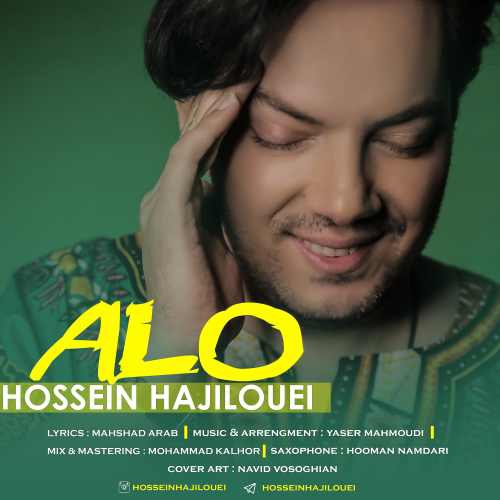 ALO
HOSSEIN HAJILOUEI
LYRICS : MAHSHAD ARAB | MUSIC & ARRENGMENT : YASER MAHMOUDI |
MIX & MASTERING : MOHAMMAD KALHOR | SAXOPHONE : HOOMAN NAMDARI
COVER ART : NAVID VOSOGHIAN
HOSSEINHAJILOUEI HOSSEINHAJILOUEI